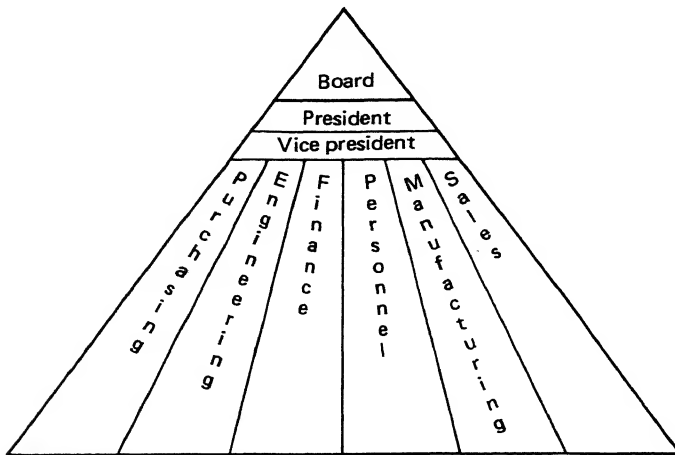 Board
President
Vice president
Purchasing
Engineering
Finance
Personnel
Manufacturing
Sales